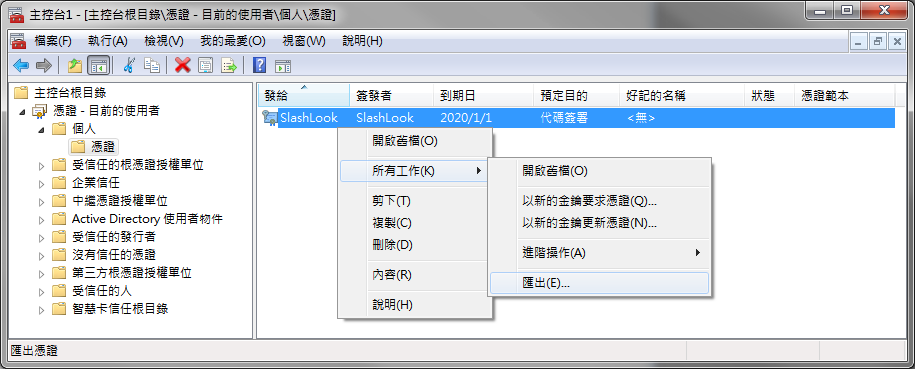 主控台1 - [主控台根目錄\憑證 - 目前的使用者\個人\憑證]
檔案(F) 執行(A) 檢視(V) 我的最愛(O) 視窗(W) 說明(H)
主控台根目錄
憑證 - 目前的使用者
個人
憑證
受信任的根憑證授權單位
企業信任
中繼憑證授權單位
Active Directory 使用者物件
受信任的發行者
沒有信任的憑證
第三方根憑證授權單位
受信任的人
智慧卡信任根目錄
發給 簽發者 到期日 預定目的 好記的名稱 狀態 憑證範本
SlashLook SlashLook 2020/1/1 代碼簽署 <無>
開啟舊檔(O)
所有工作(K)
剪下(T)
複製(C)
刪除(D)
內容(R)
說明(H)
開啟舊檔(O)
以新的金鑰要求憑證(Q)...
以新的金鑰更新憑證(N)...
進階操作(A)
匯出(E)...
匯出憑證